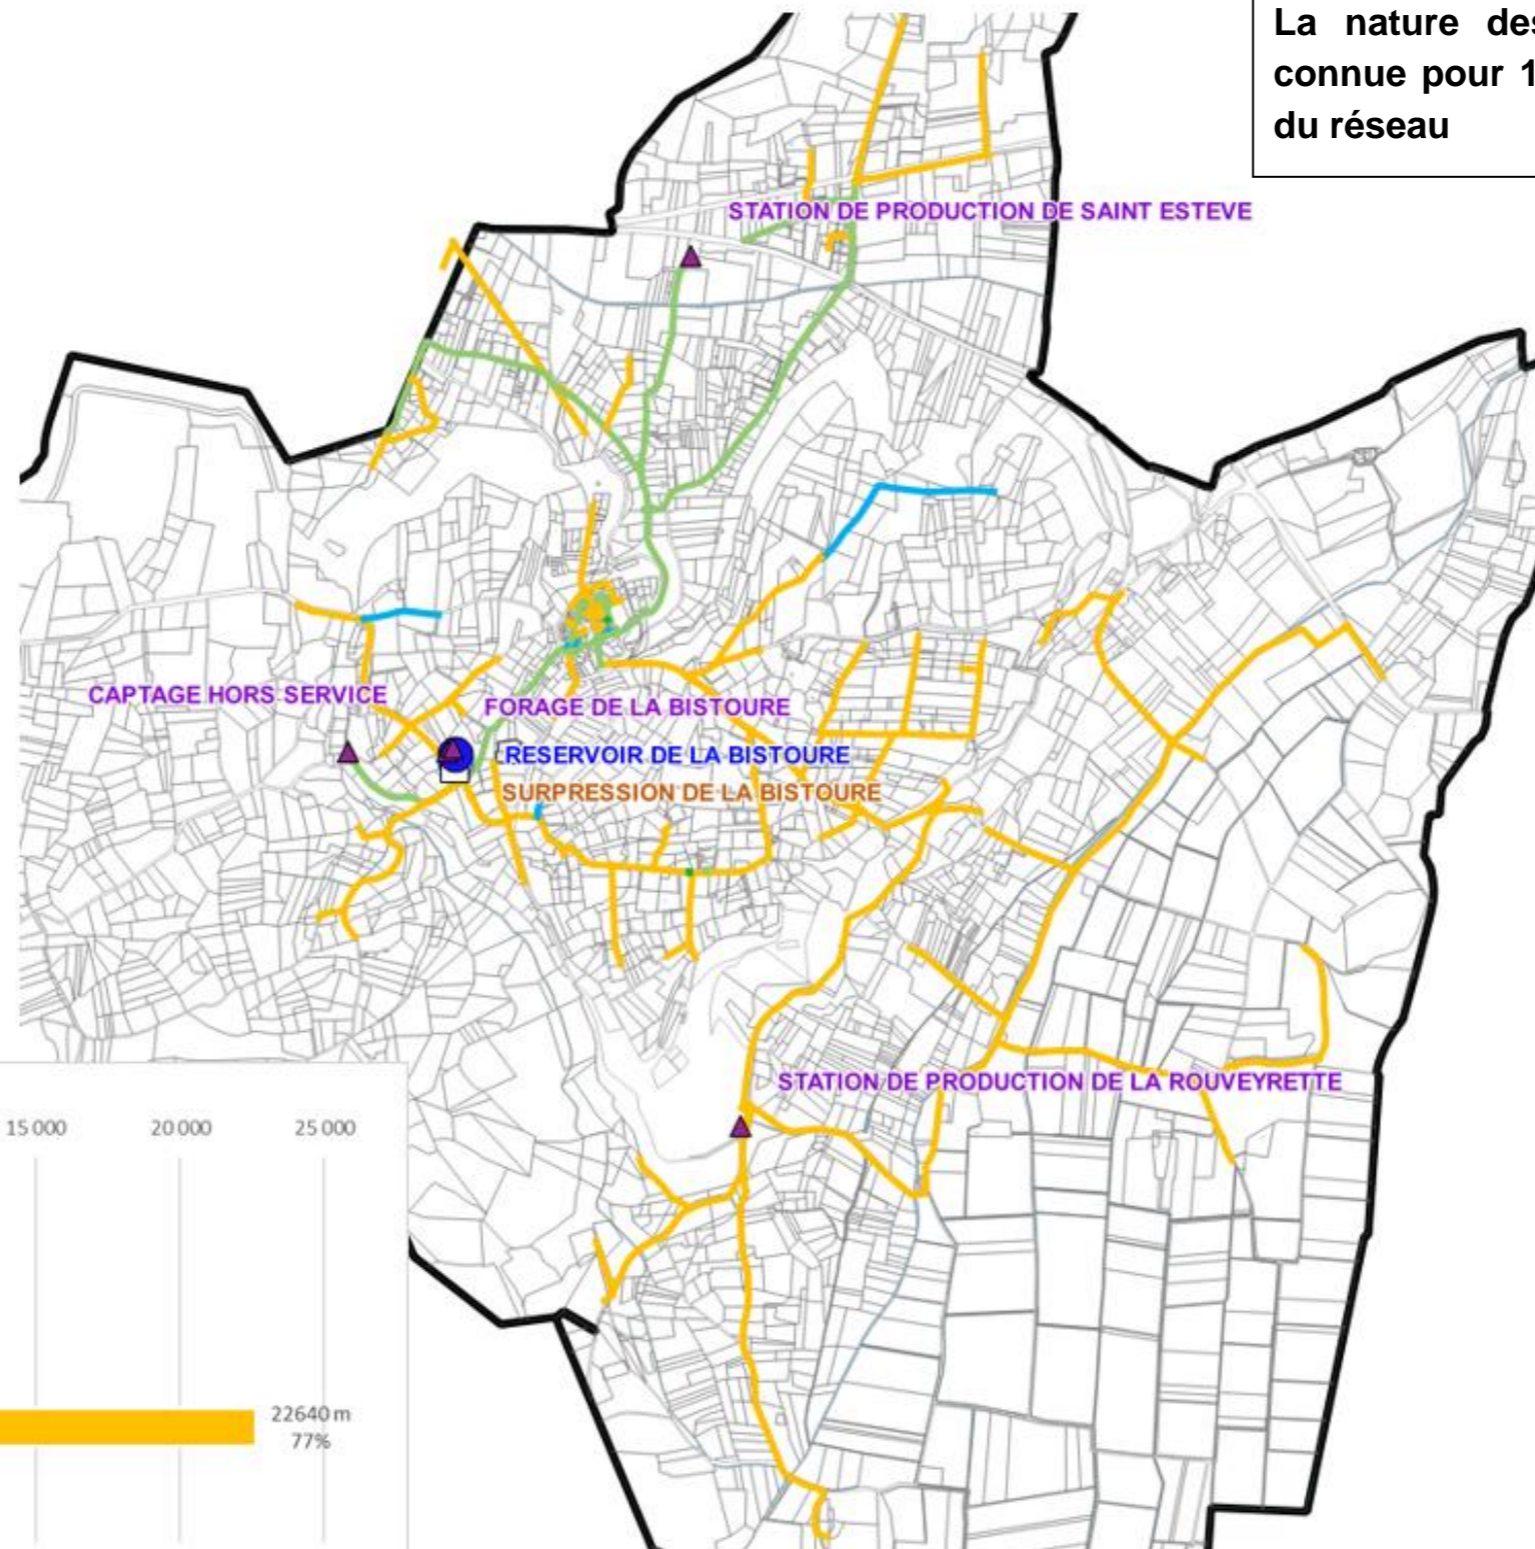 La nature des
connue pour 1
du réseau
STATION DE PRODUCTION DE SAINT ESTEVE
CAPTAGE HORS SERVICE
FORAGE DE LA BISTOURE
RESERVOIR DE LA BISTOURE
SURPRESSION DE LA BISTOURE
STATION DE PRODUCTION DE LA ROUVEYRETTE
15 000 20 000 25 000
22640 m
77%